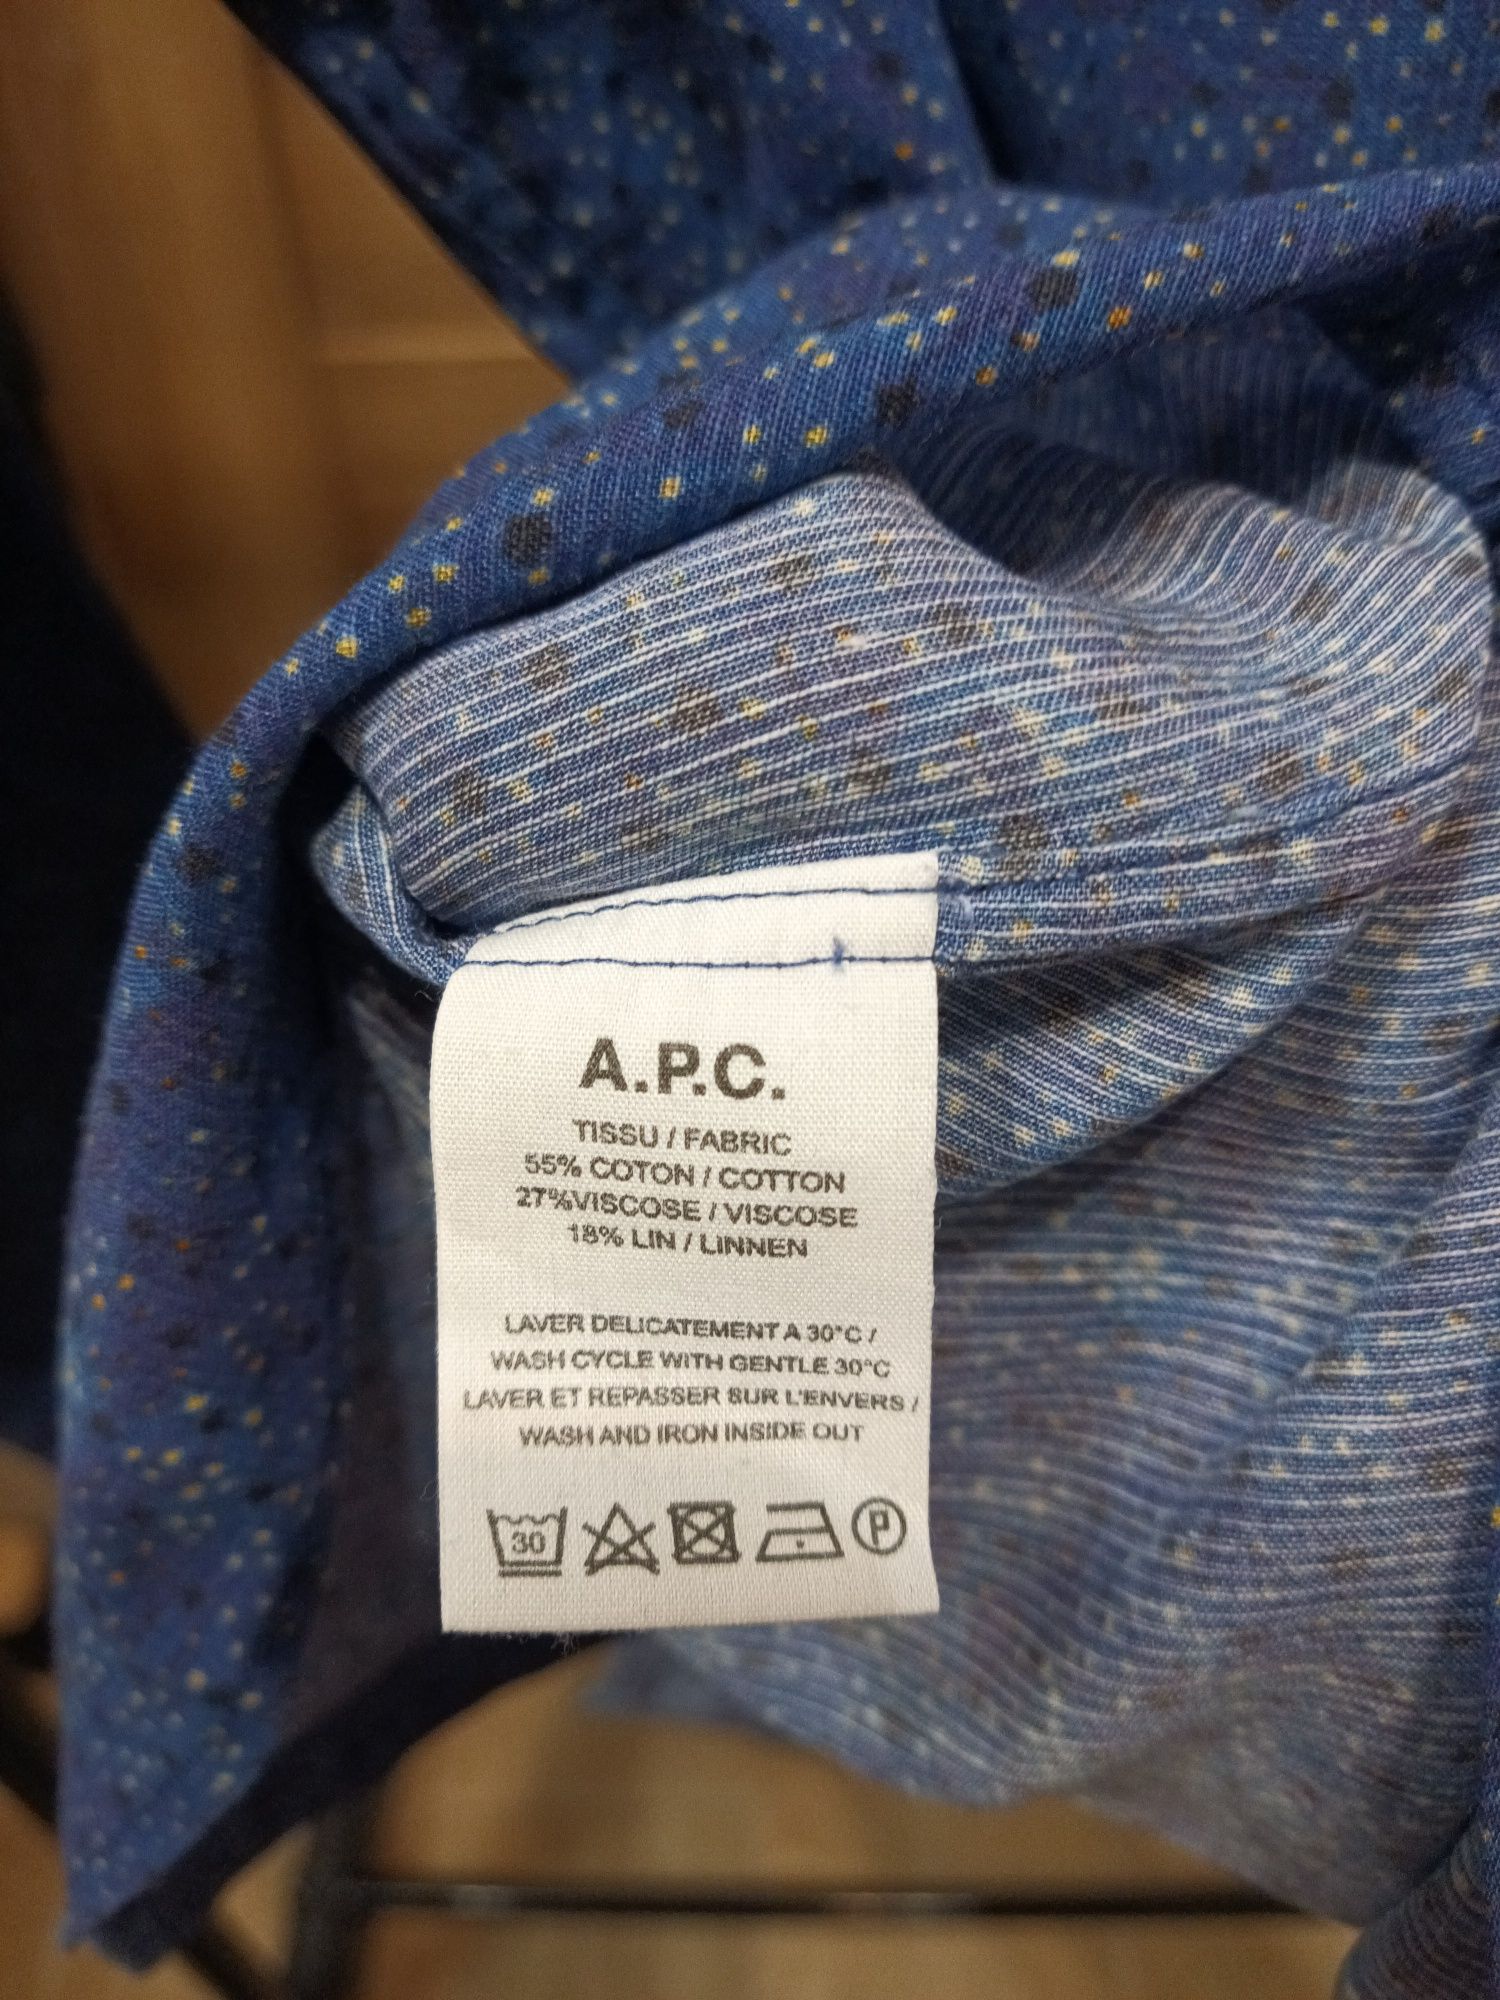 A.P.C.
TISSU / FABRIC
55% COTON / COTTON
27%VISCOSE / VISCOSE
18% LIN / LINNEN
LAVER DELICATEMENT A 30°C /
WASH CYCLE WITH GENTLE 30°C
LAVER ET REPASSER SUR L'ENVERS /
WASH AND IRON INSIDE OUT
30 P